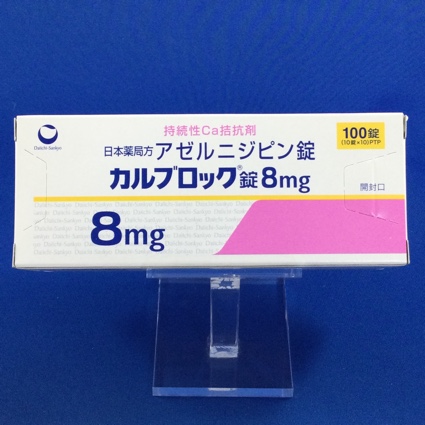 Daiichi-Sankyo
持続性Ca拮抗剤
日本薬局方 アゼルニジピン錠
カルブロック®錠8mg
100錠
(10錠×10)PTP
開封口
8mg